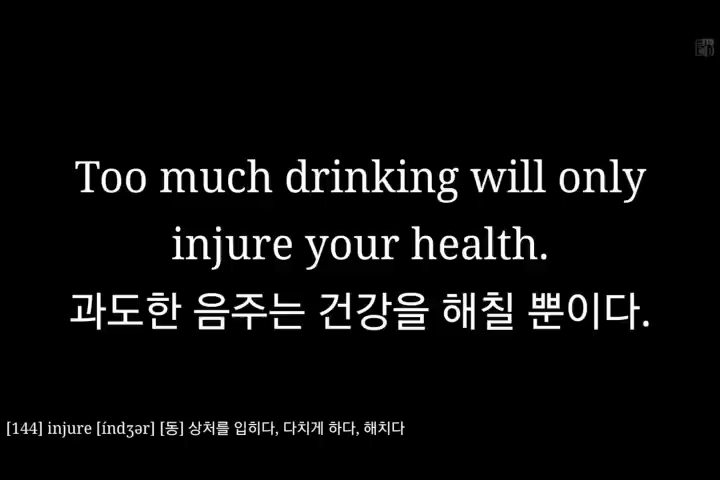 Too much drinking will only
injure your health.
과도한 음주는 건강을 해칠 뿐이다.
[144] injure [índʒər] [동] 상처를 입히다, 다치게 하다, 해치다